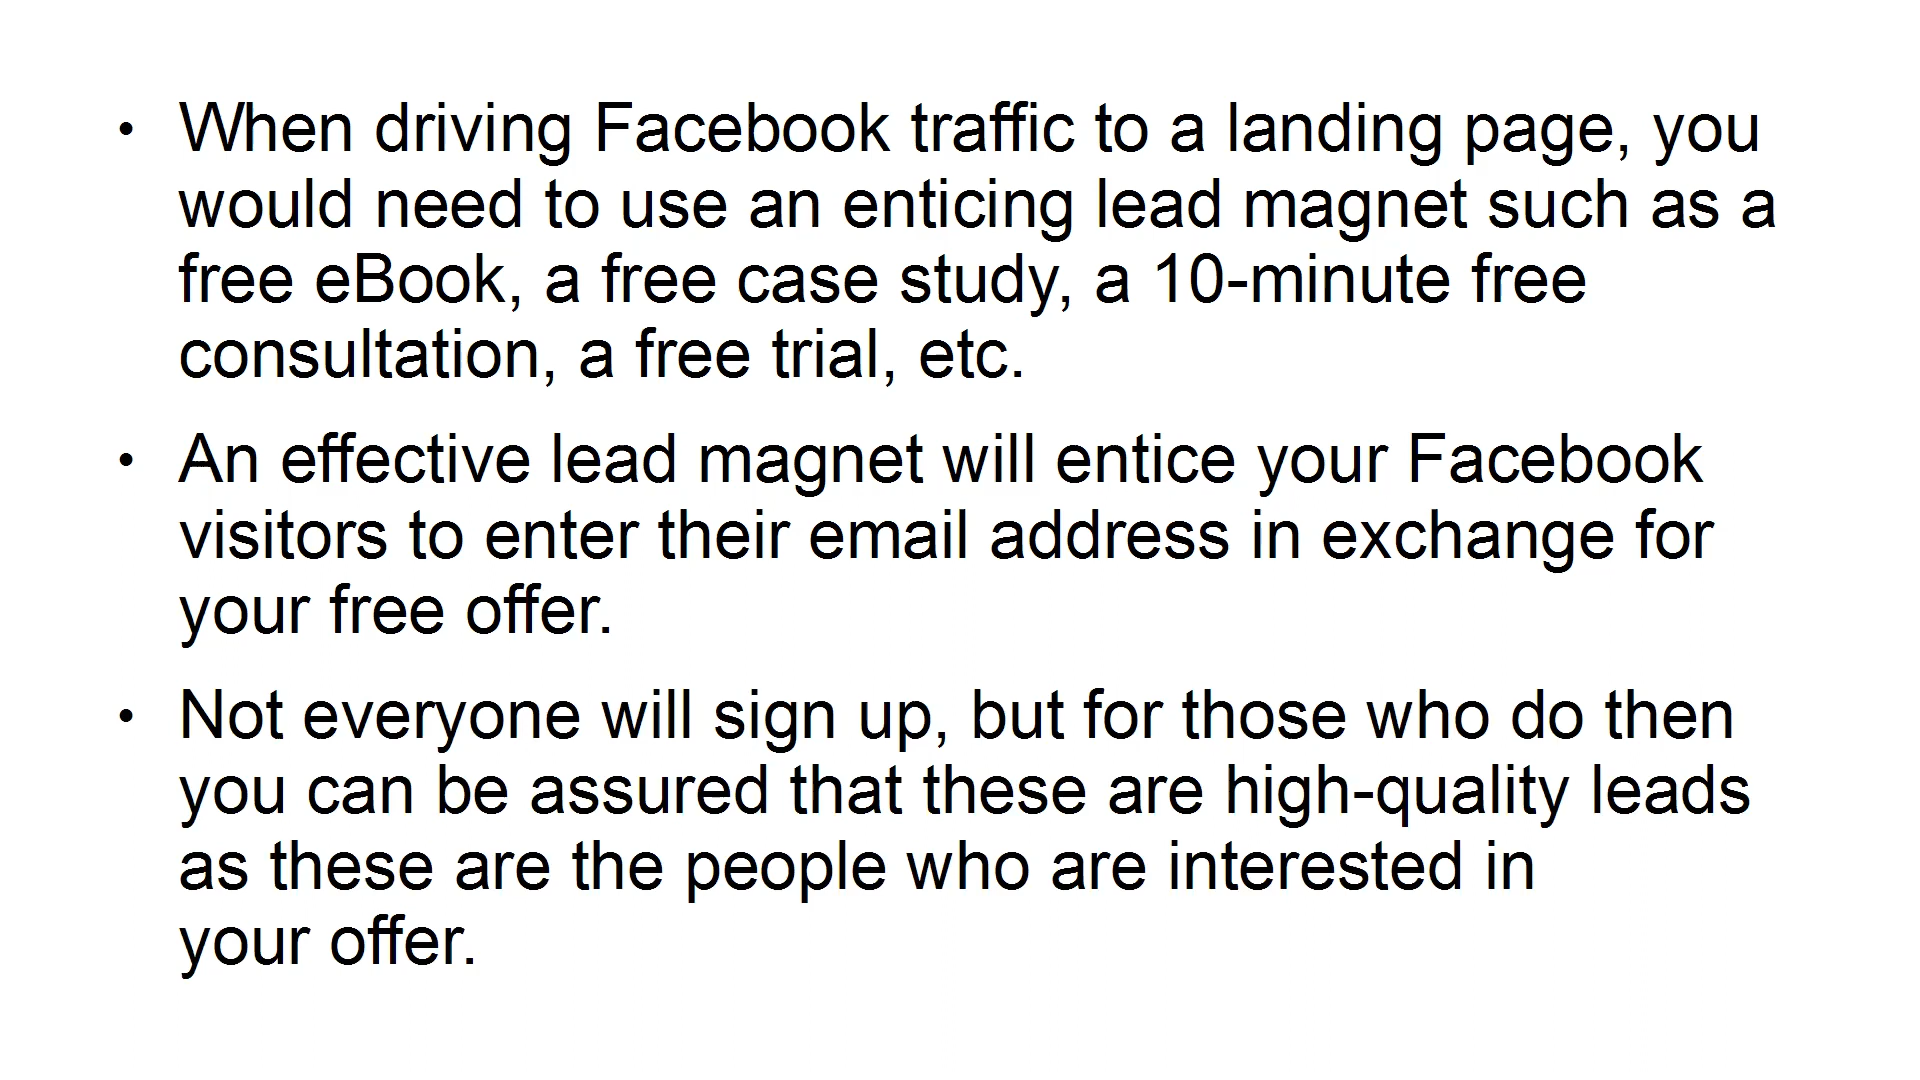 • When driving Facebook traffic to a landing page, you
would need to use an enticing lead magnet such as a
free eBook, a free case study, a 10-minute free
consultation, a free trial, etc.
• An effective lead magnet will entice your Facebook
visitors to enter their email address in exchange for
your free offer.
• Not everyone will sign up, but for those who do then
you can be assured that these are high-quality leads
as these are the people who are interested in
your offer.